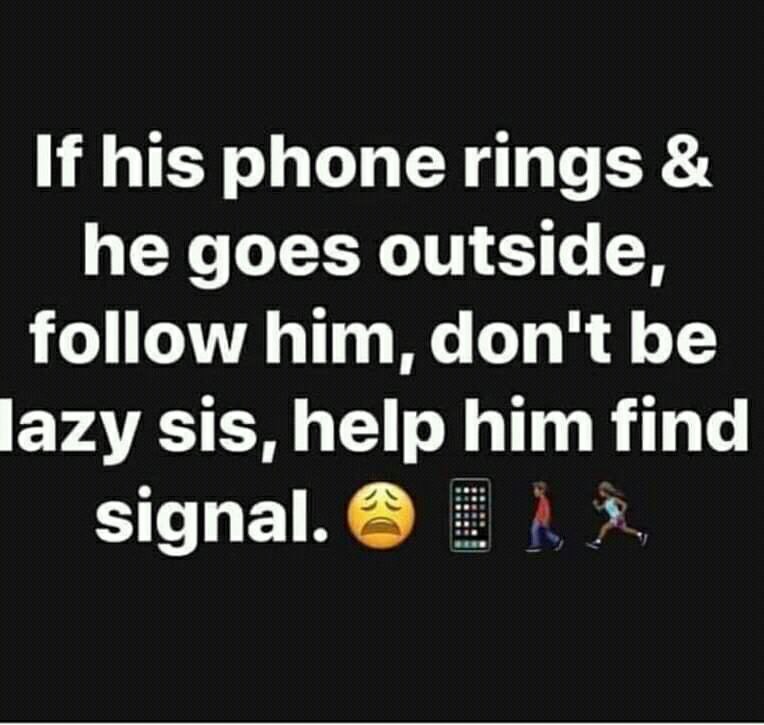 If his phone rings &
he goes outside,
follow him, don't be
lazy sis, help him find
signal. 😩 📱 🚶🏾‍♂️ 🏃🏾‍♀️